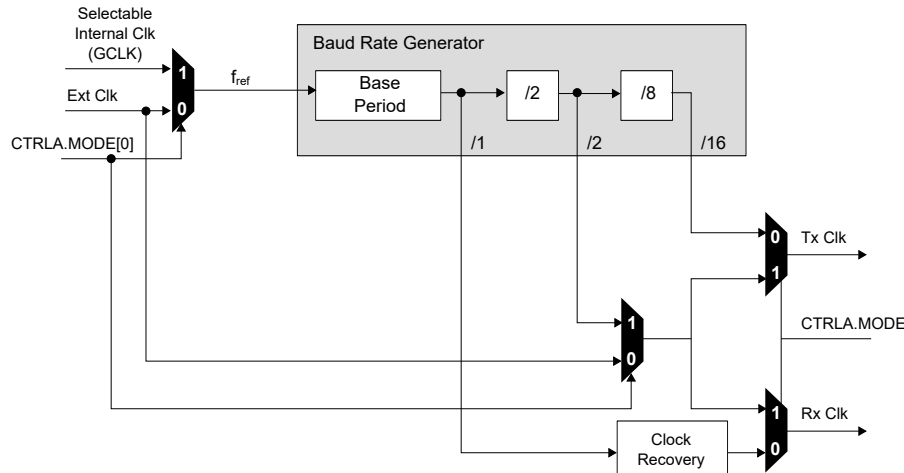 Selectable
Internal Clk
(GCLK)
Ext Clk
CTRLA.MODE[0]
1
0
fref
Baud Rate Generator
Base
Period
/2
/8
/1
/2
/16
0
1
Tx Clk
1
0
CTRLA.MODE
1
0
Rx Clk
Clock
Recovery